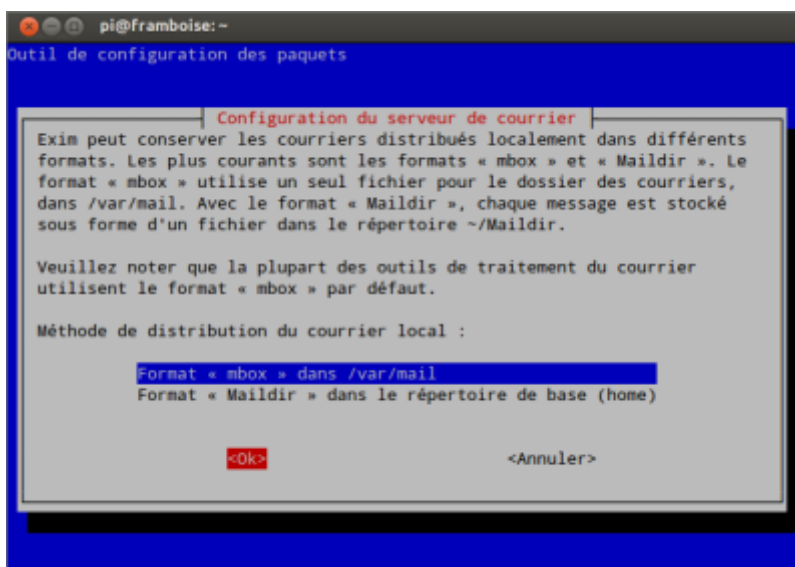 pi@framboise: ~
Outil de configuration des paquets
Configuration du serveur de courrier
Exim peut conserver les courriers distribués localement dans différents
formats. Les plus courants sont les formats « mbox » et « Maildir ». Le
format « mbox » utilise un seul fichier pour le dossier des courriers,
dans /var/mail. Avec le format « Maildir », chaque message est stocké
sous forme d'un fichier dans le répertoire ~/Maildir.
Veuillez noter que la plupart des outils de traitement du courrier
utilisent le format « mbox » par défaut.
Méthode de distribution du courrier local :
Format « mbox » dans /var/mail
Format « Maildir » dans le répertoire de base (home)
<Ok> <Annuler>